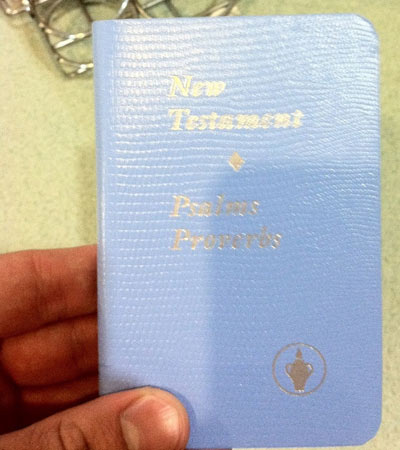 New
Testament
Psalms
Proverbs